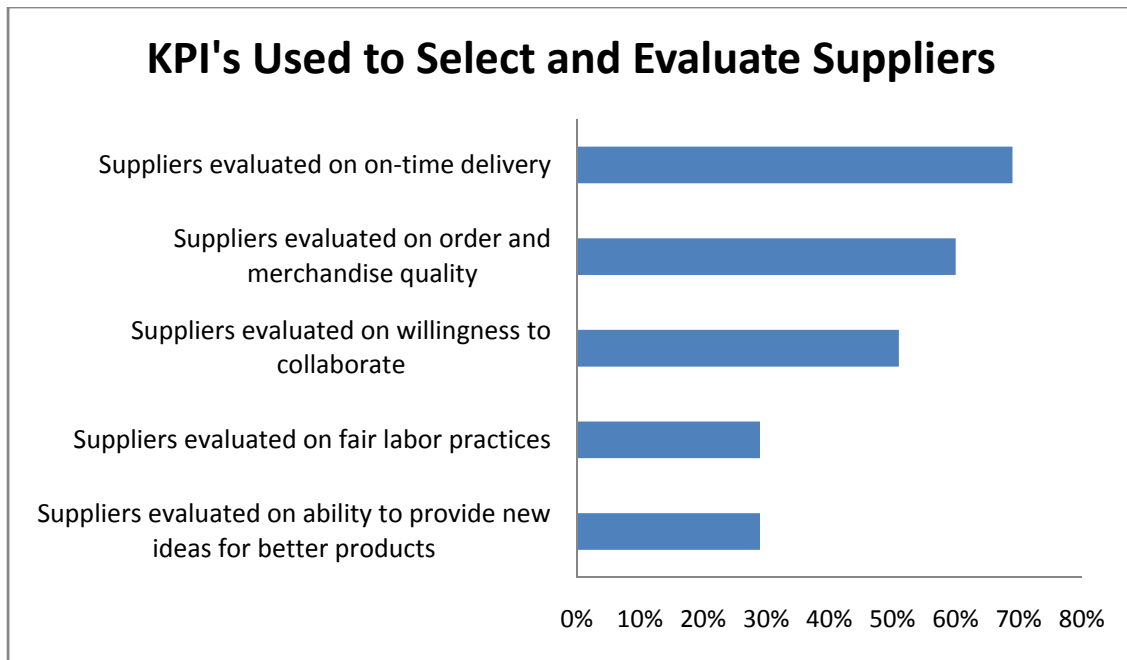 KPI's Used to Select and Evaluate Suppliers
Suppliers evaluated on on-time delivery
Suppliers evaluated on order and
merchandise quality
Suppliers evaluated on willingness to
collaborate
Suppliers evaluated on fair labor practices
Suppliers evaluated on ability to provide new
ideas for better products
0% 10% 20% 30% 40% 50% 60% 70% 80%